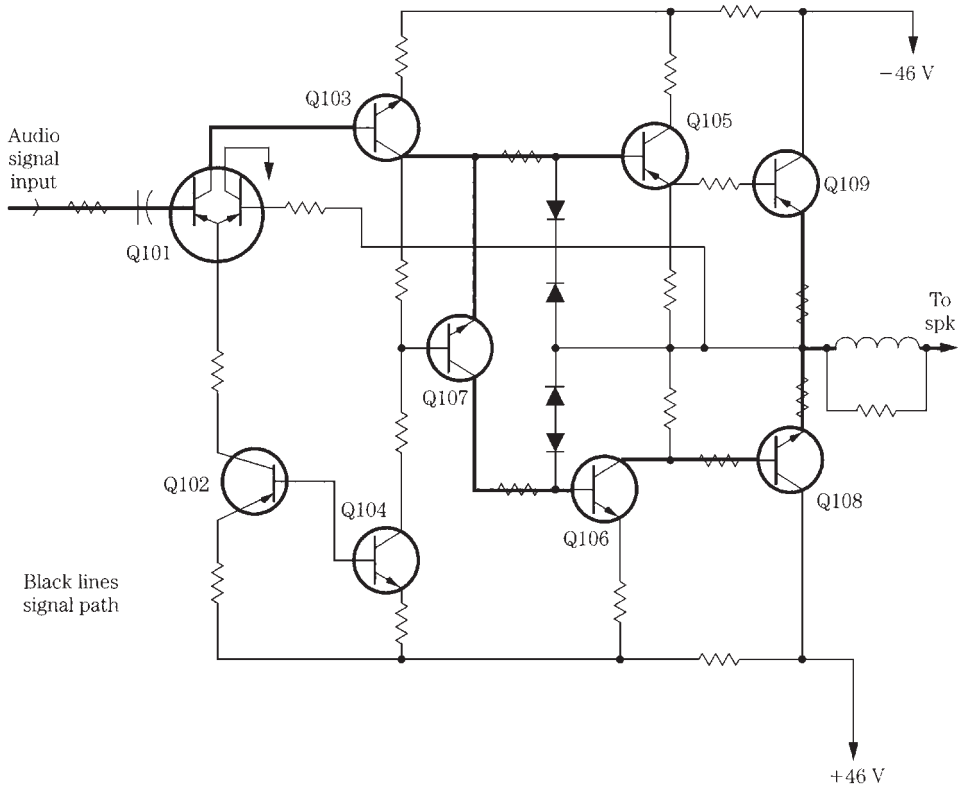 −46 V
Q103
Q105
Audio
signal
input
Q109
Q101
To
spk
Q107
Q102
Q104
Q108
Q106
Black lines
signal path
+46 V